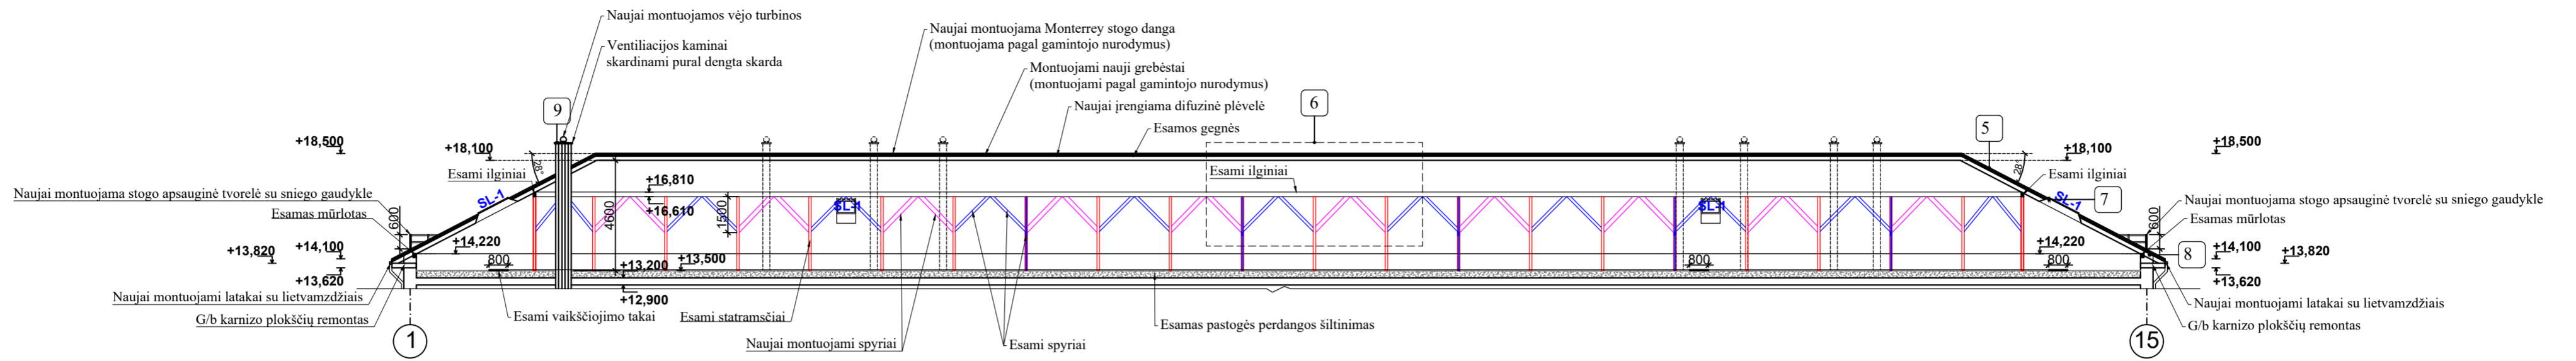 Naujai montuojamos vėjo turbinos
Ventiliacijos kaminai
skardinami pural dengta skarda
Naujai montuojama Monterrey stogo danga
(montuojama pagal gamintojo nurodymus)
Montuojami nauji grebėstai
(montuojami pagal gamintojo nurodymus)
Naujai įrengiama difuzinė plėvelė
Esamos gegnės
9
6
5
+18,500
+18,100
28°
+18,100
+18,500
28°
Esami ilginiai
Esami ilginiai
Esami ilginiai
+16,810
+16,610
Naujai montuojama stogo apsauginė tvorelė su sniego gaudykle
Esamas mūrlotas
SL-1
SL-1
SL-1
SL-1
7
Naujai montuojama stogo apsauginė tvorelė su sniego gaudykle
Esamas mūrlotas
600
4600
1500
600
+13,820
+14,100
+14,220
+14,220
+14,100
+13,820
8
800
+13,200
+13,500
800
800
+13,620
+13,620
+12,900
Naujai montuojami latakai su lietvamzdžiais
G/b karnizo plokščių remontas
Esami vaikščiojimo takai
Esami statramsčiai
Naujai montuojami spyriai
Esami spyriai
Esamas pastogės perdangos šiltinimas
Naujai montuojami latakai su lietvamzdžiais
G/b karnizo plokščių remontas
1
15